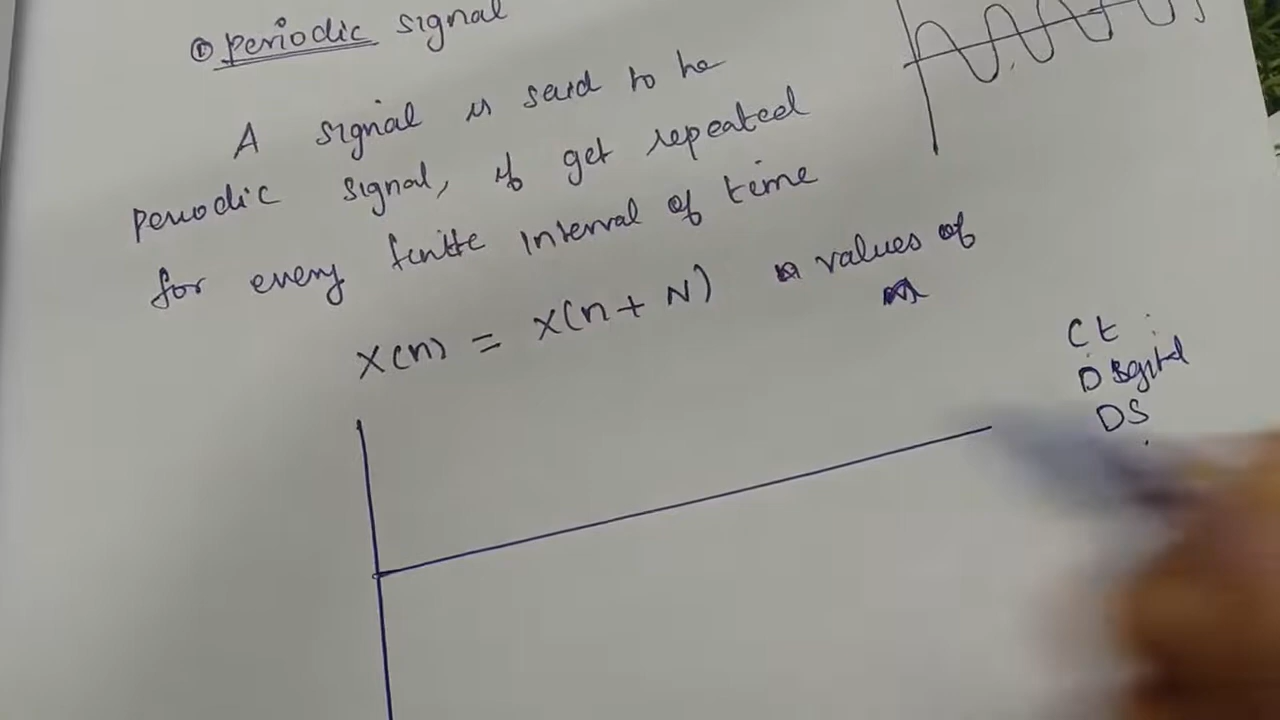 ① periodic signal
A signal is said to be
periodic signal, if get repeated
for every finite interval of time
x(n) = x(n + N) values of
Ct
D signal
DS